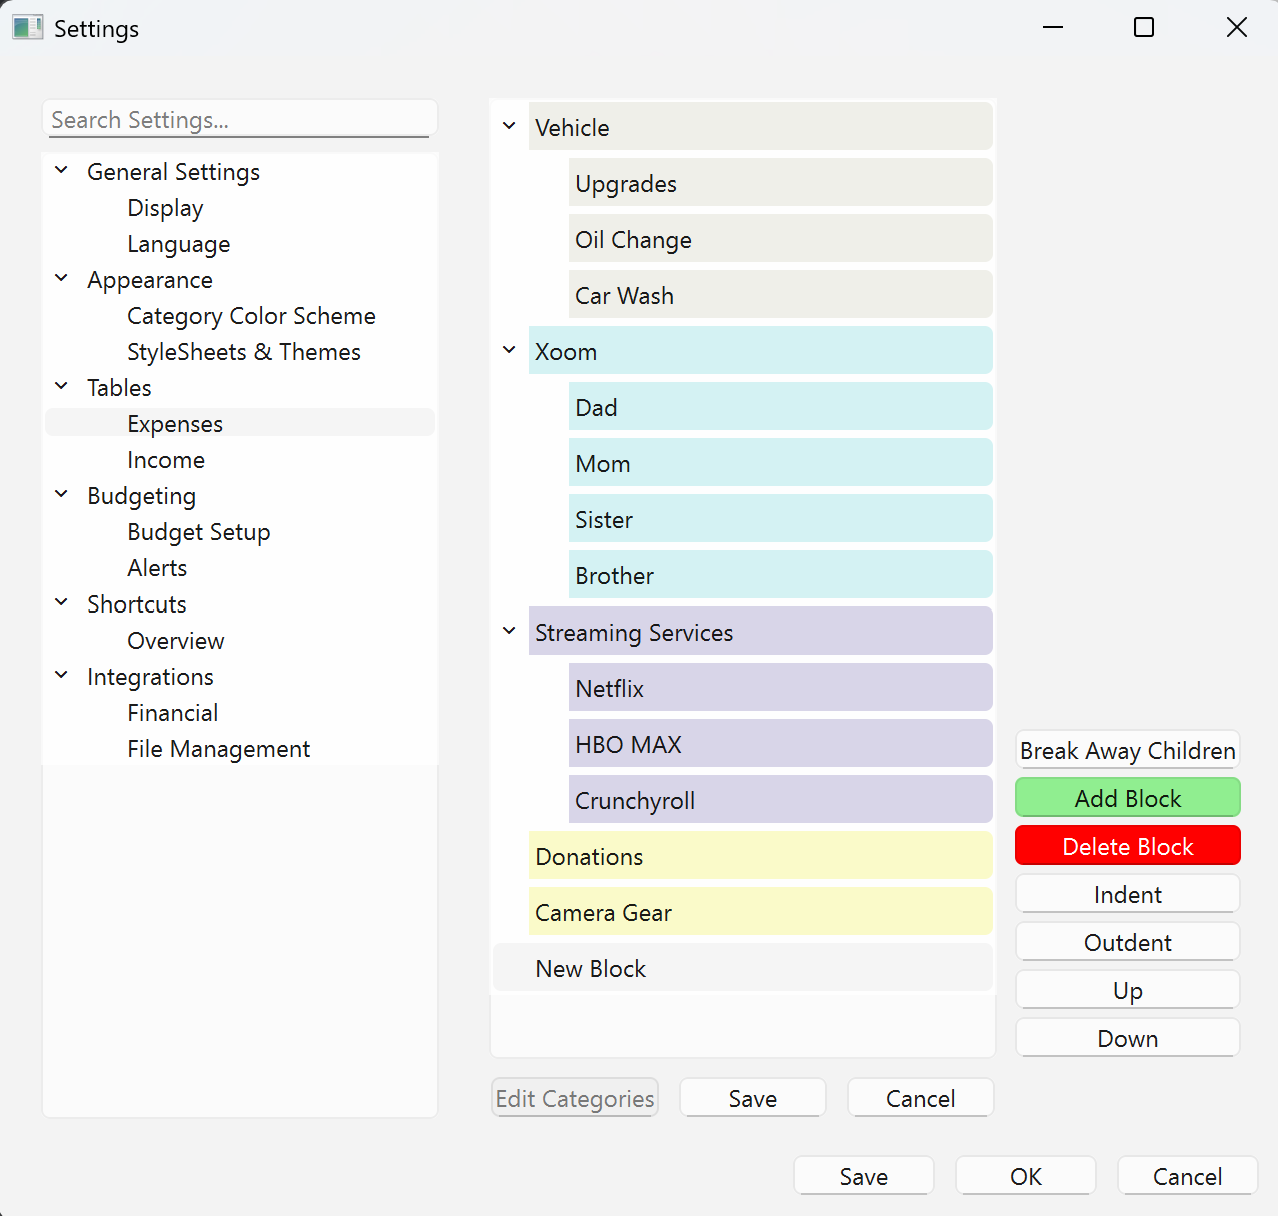 Settings
Search Settings...
General Settings
Display
Language
Appearance
Category Color Scheme
StyleSheets & Themes
Tables
Expenses
Income
Budgeting
Budget Setup
Alerts
Shortcuts
Overview
Integrations
Financial
File Management
Vehicle
Upgrades
Oil Change
Car Wash
Xoom
Dad
Mom
Sister
Brother
Streaming Services
Netflix
HBO MAX
Crunchyroll
Donations
Camera Gear
New Block
Break Away Children
Add Block
Delete Block
Indent
Outdent
Up
Down
Edit Categories
Save
Cancel
Save
OK
Cancel